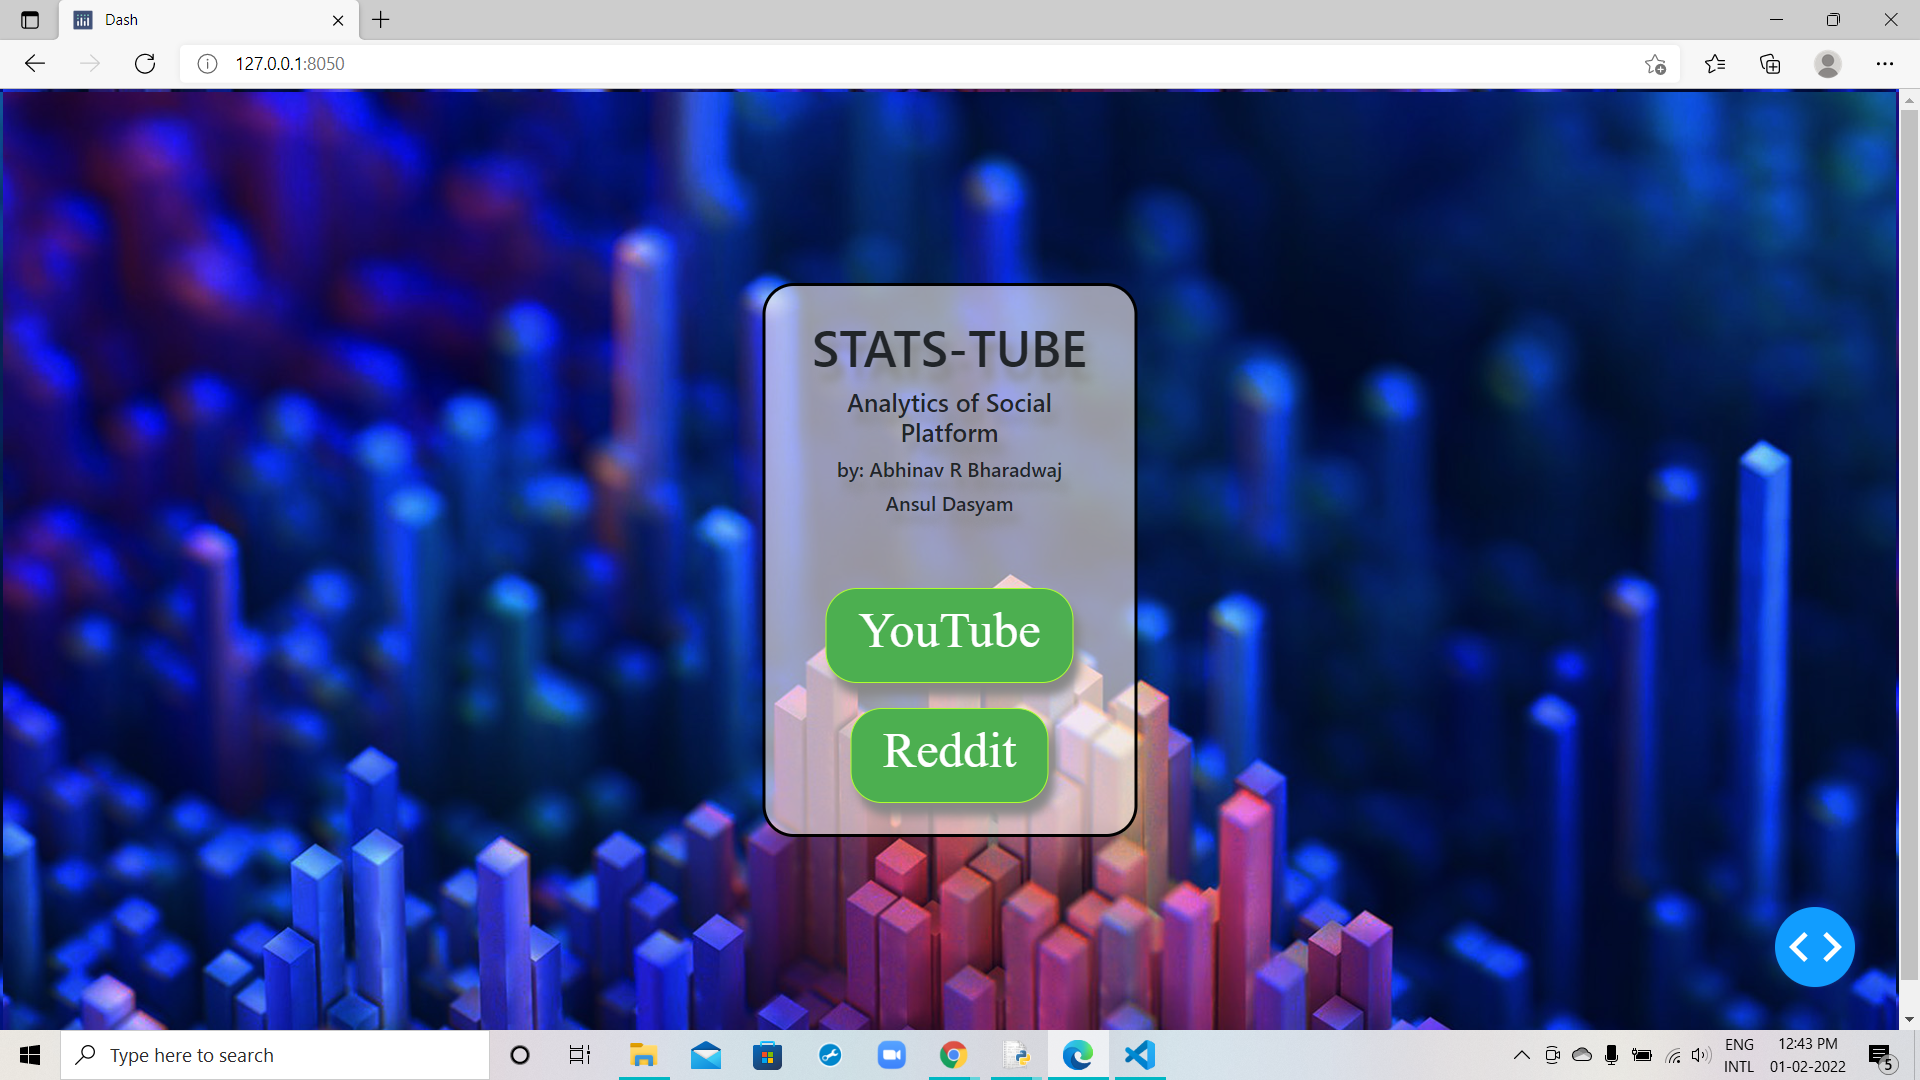 Dash
127.0.0.1:8050
STATS-TUBE
Analytics of Social
Platform
by: Abhinav R Bharadwaj
Ansul Dasyam
YouTube
Reddit
Type here to search
ENG
INTL
12:43 PM
01-02-2022
5